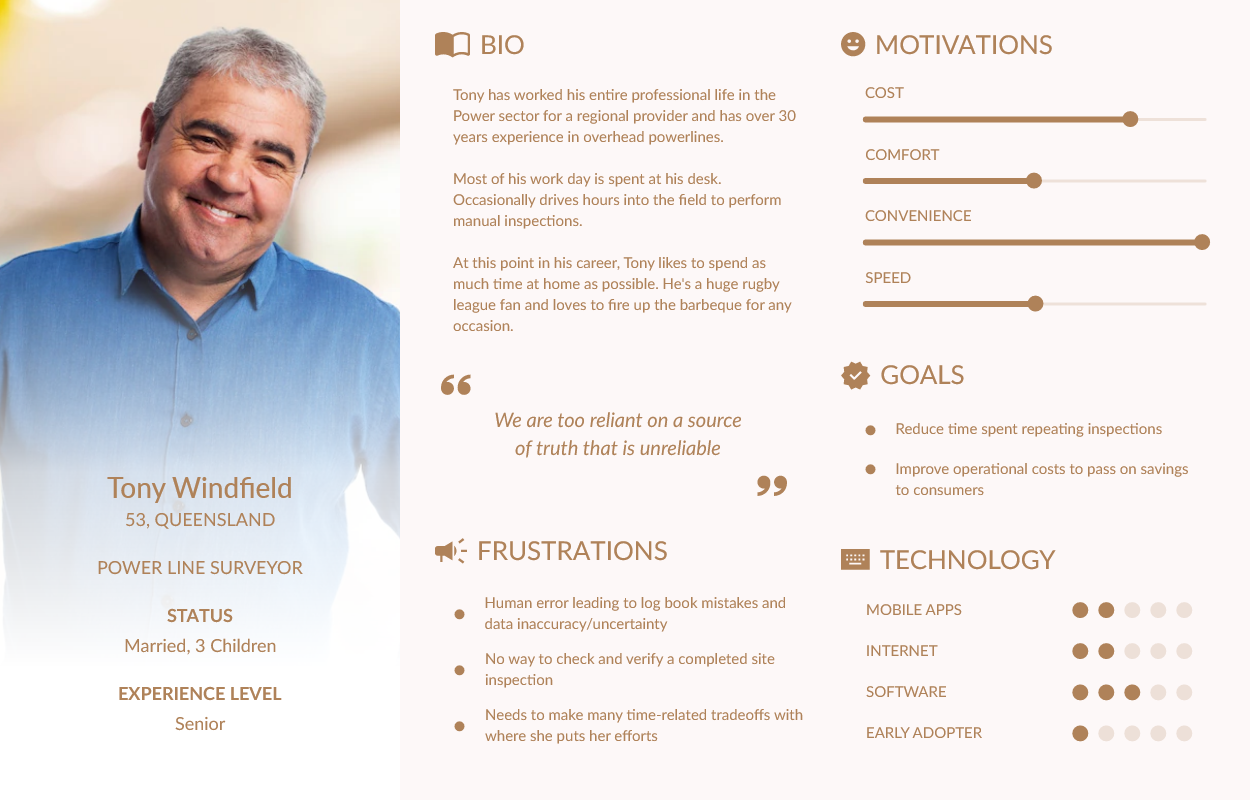 Tony Windfield
53, QUEENSLAND
POWER LINE SURVEYOR
STATUS
Married, 3 Children
EXPERIENCE LEVEL
Senior
BIO
Tony has worked his entire professional life in the
Power sector for a regional provider and has over 30
years experience in overhead powerlines.
Most of his work day is spent at his desk.
Occasionally drives hours into the field to perform
manual inspections.
At this point in his career, Tony likes to spend as
much time at home as possible. He's a huge rugby
league fan and loves to fire up the barbeque for any
occasion.
“
We are too reliant on a source
of truth that is unreliable
”
FRUSTRATIONS
Human error leading to log book mistakes and
data inaccuracy/uncertainty
No way to check and verify a completed site
inspection
Needs to make many time-related tradeoffs with
where she puts her efforts
MOTIVATIONS
COST
COMFORT
CONVENIENCE
SPEED
GOALS
Reduce time spent repeating inspections
Improve operational costs to pass on savings
to consumers
TECHNOLOGY
MOBILE APPS
INTERNET
SOFTWARE
EARLY ADOPTER